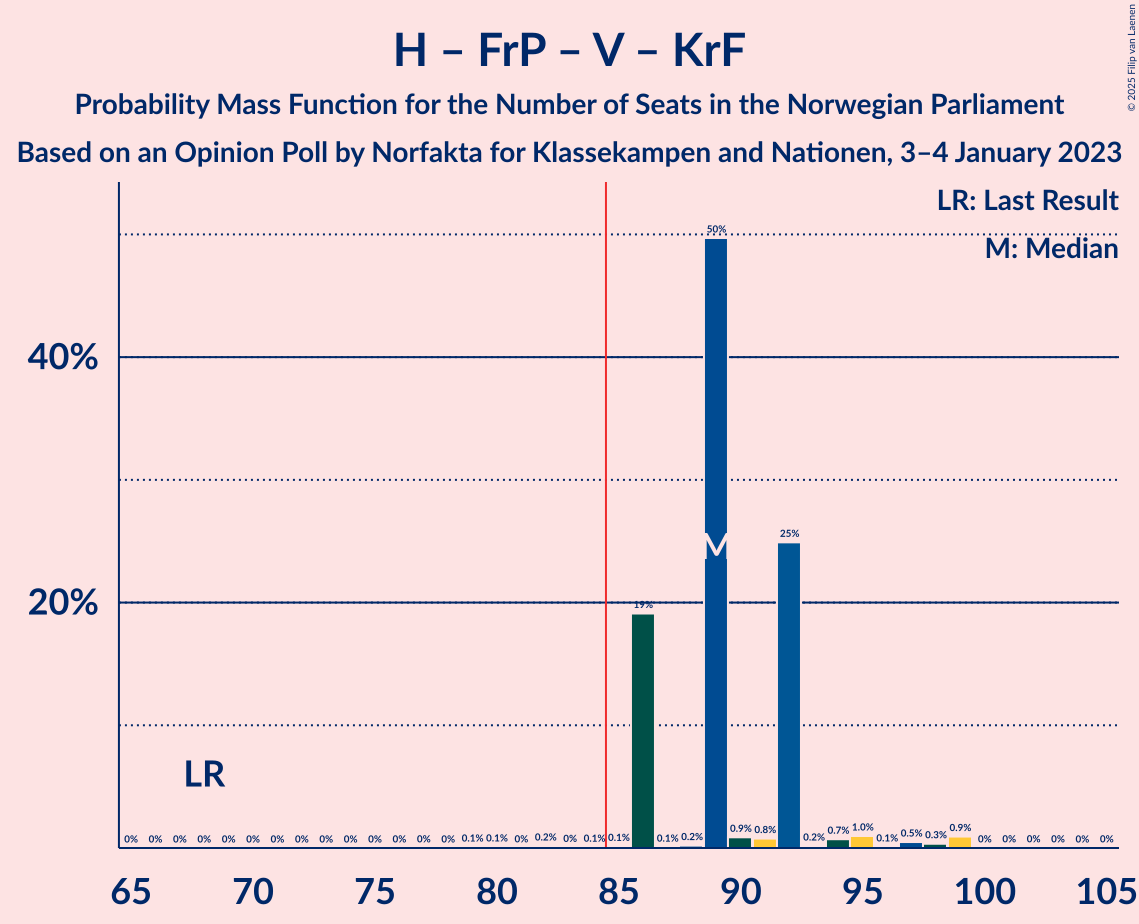 © 2025 Filip van Laenen
H – FrP – V – KrF
Probability Mass Function for the Number of Seats in the Norwegian Parliament
Based on an Opinion Poll by Norfakta for Klassekampen and Nationen, 3–4 January 2023
LR: Last Result
M: Median
40%
20%
50%
M
25%
19%
LR
0% 0% 0% 0% 0% 0% 0% 0% 0% 0% 0% 0% 0% 0% 0.1% 0.1% 0% 0.2% 0% 0.1% 0.1% 0.1% 0.2% 0.9% 0.8% 0.2% 0.7% 1.0% 0.1% 0.5% 0.3% 0.9% 0% 0% 0% 0% 0% 0%
65 70 75 80 85 90 95 100 105